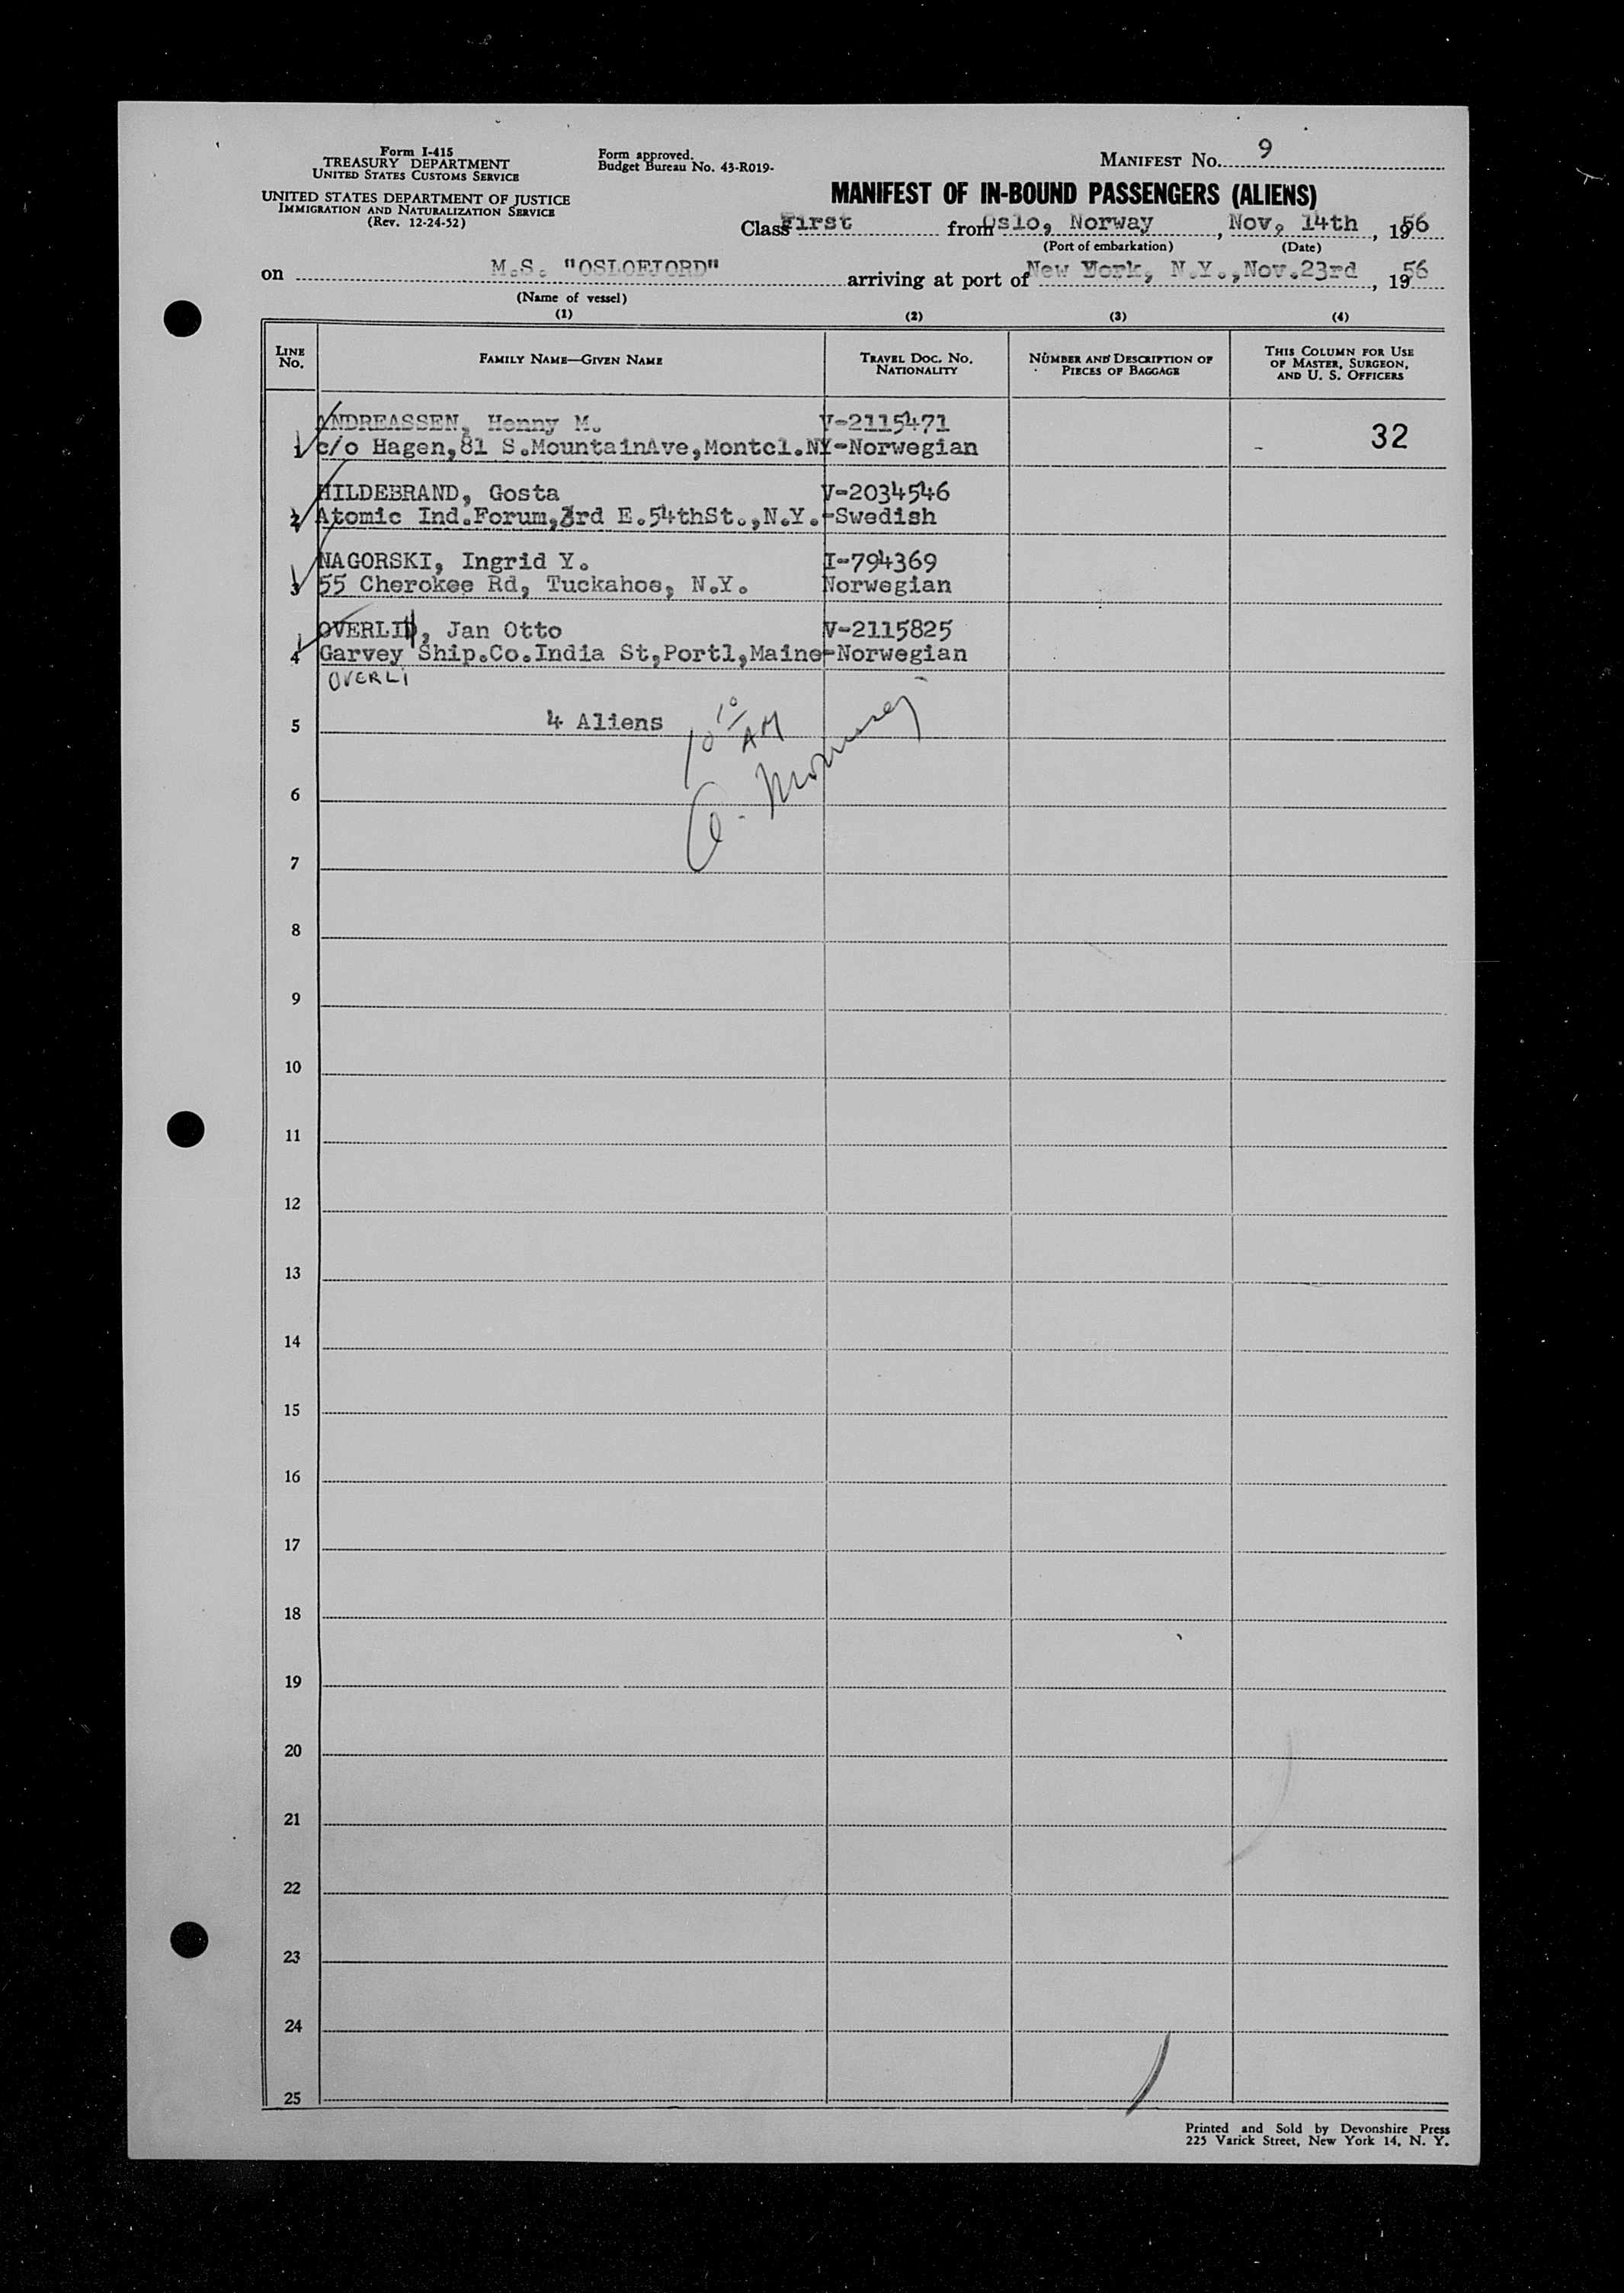 Form I-415
TREASURY DEPARTMENT
UNITED STATES CUSTOMS SERVICE
UNITED STATES DEPARTMENT OF JUSTICE
IMMIGRATION AND NATURALIZATION SERVICE
(Rev. 12-24-52)
Form approved.
Budget Bureau No. 43-R019-
MANIFEST NO. 9
MANIFEST OF IN-BOUND PASSENGERS (ALIENS)
Class First from Oslo, Norway, Nov, 14th, 1956
(Port of embarkation) (Date)
on M.S. "OSLOFJORD" arriving at port of New York, N.Y.,Nov.23rd, 1956
(Name of vessel)
(1) (2) (3) (4)
LINE NO. FAMILY NAME—GIVEN NAME TRAVEL DOC. NO. NATIONALITY NUMBER AND DESCRIPTION OF PIECES OF BAGGAGE THIS COLUMN FOR USE OF MASTER, SURGEON, AND U. S. OFFICERS
ANDREASSEN, Henny M. V-2115471
1 c/o Hagen,81 S.MountainAve,Montcl.NY-Norwegian 32
HILDEBRAND, Gosta V-2034546
2 Atomic Ind.Forum,3rd E.54thSt.,N.Y.-Swedish
NAGORSKI, Ingrid Y. I-794369
3 55 Cherokee Rd, Tuckahoe, N.Y. Norwegian
OVERLID, Jan Otto V-2115825
4 Garvey Ship.Co.India St,Portl,Maine-Norwegian
OVERLI
5 4 Aliens
10 10 AM
6
7
8
9
10
11
12
13
14
15
16
17
18
19
20
21
22
23
24
25
Printed and Sold by Devonshire Press
225 Varick Street, New York 14, N. Y.